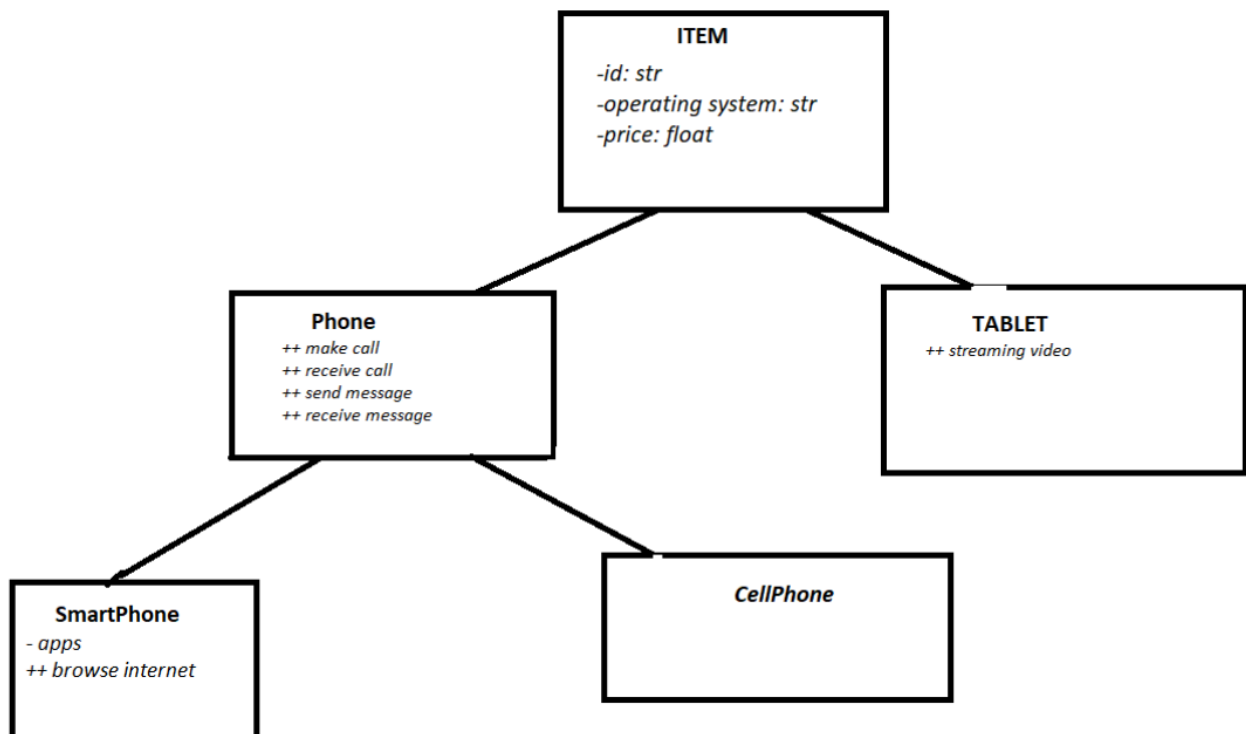 ITEM
-id: str
-operating system: str
-price: float
Phone
++ make call
++ receive call
++ send message
++ receive message
TABLET
++ streaming video
SmartPhone
- apps
++ browse internet
CellPhone